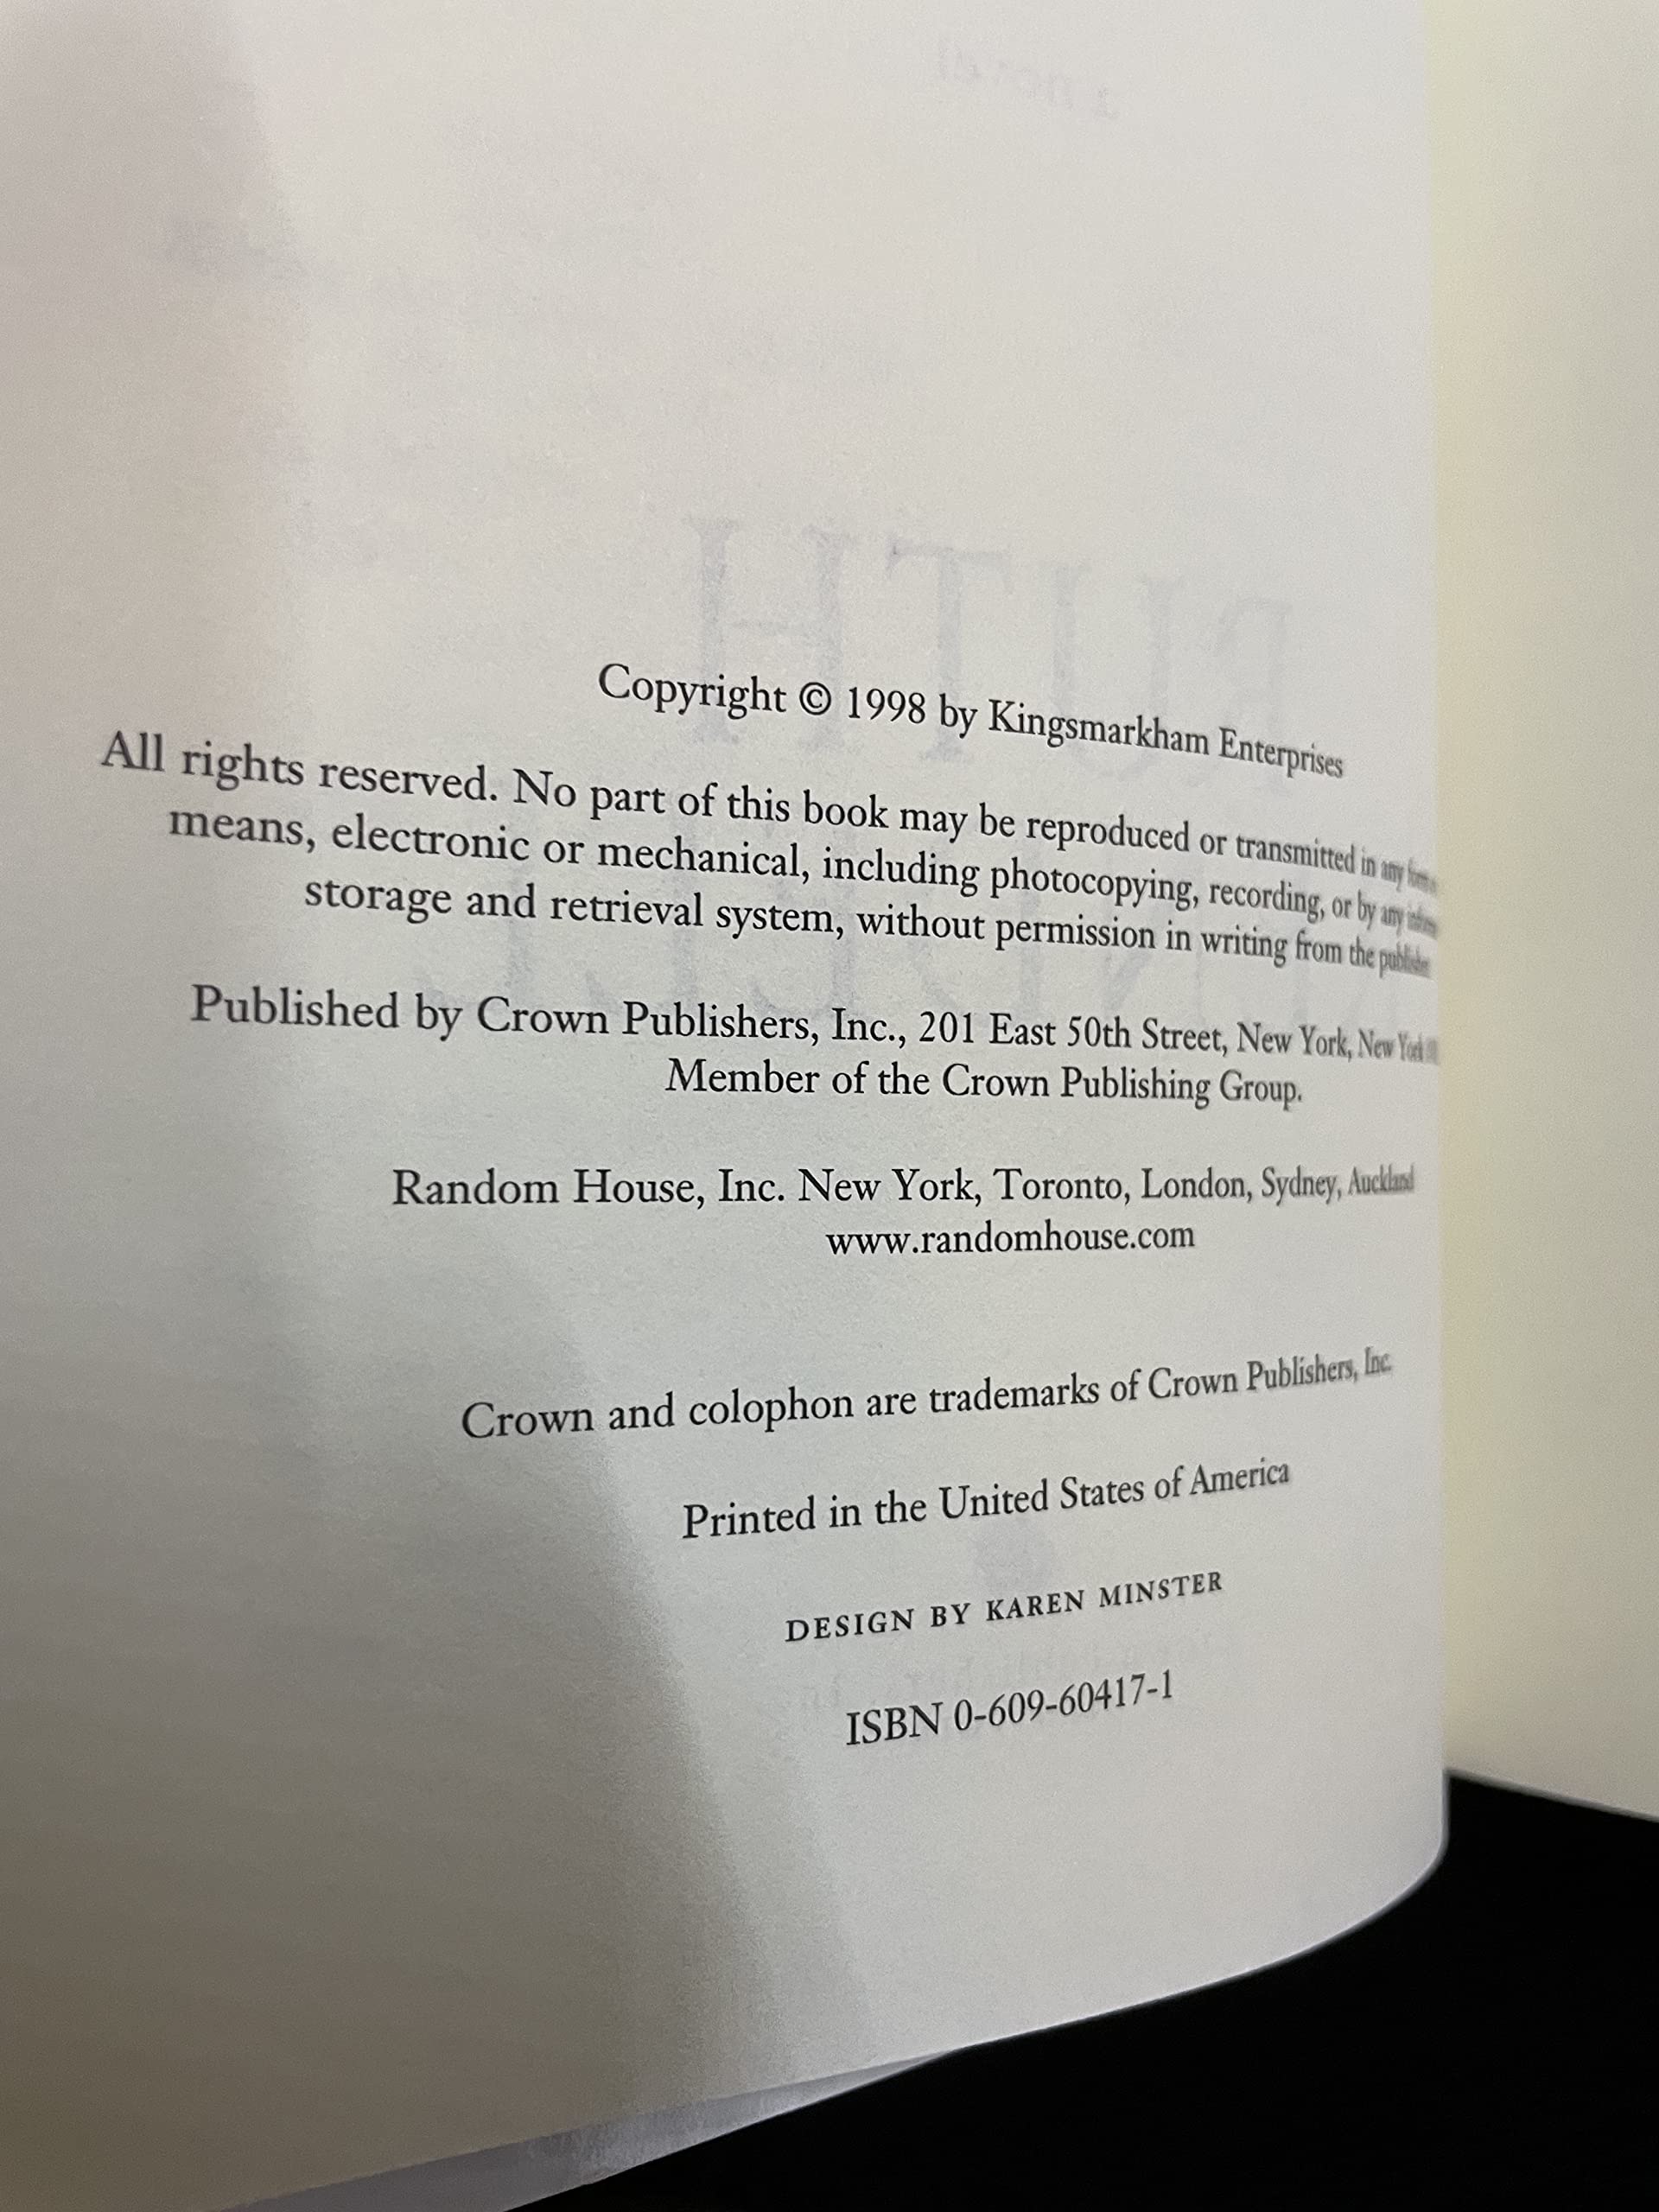 Copyright © 1998 by Kingsmarkham Enterprises
All rights reserved. No part of this book may be reproduced or transmitted in any form
means, electronic or mechanical, including photocopying, recording, or by any
storage and retrieval system, without permission in writing from the publisher
Published by Crown Publishers, Inc., 201 East 50th Street, New York, New York
Member of the Crown Publishing Group.
Random House, Inc. New York, Toronto, London, Sydney, Auckland
www.randomhouse.com
Crown and colophon are trademarks of Crown Publishers, Inc.
Printed in the United States of America
DESIGN BY KAREN MINSTER
ISBN 0-609-60417-1